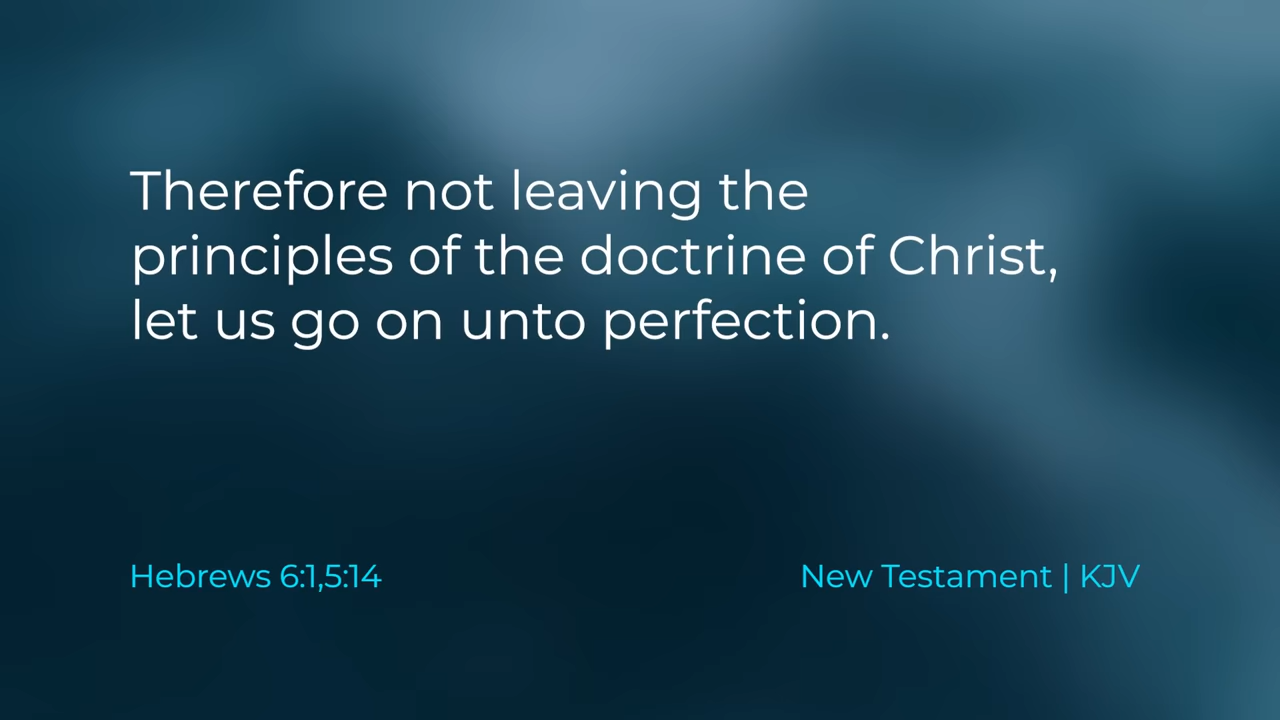 Therefore not leaving the
principles of the doctrine of Christ,
let us go on unto perfection.
Hebrews 6:1,5:14
New Testament | KJV